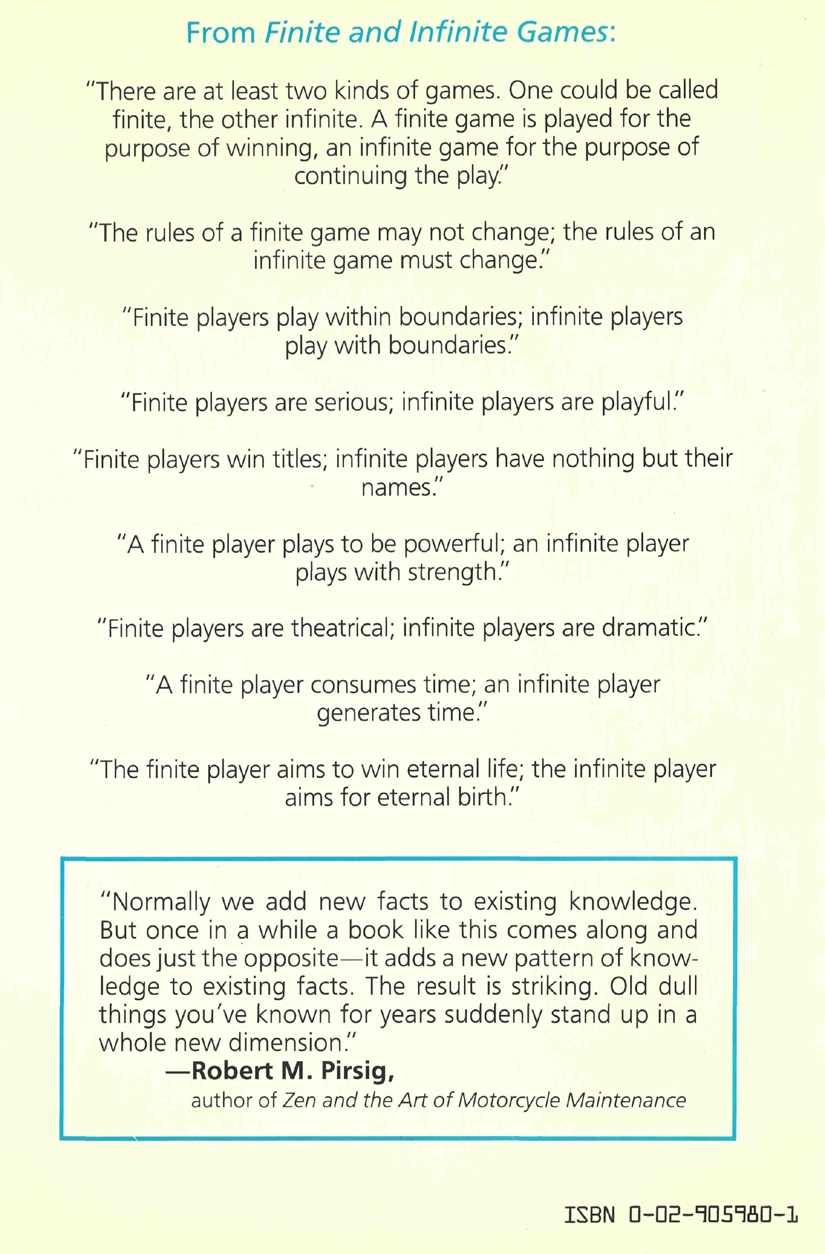 From Finite and Infinite Games:
"There are at least two kinds of games. One could be called
finite, the other infinite. A finite game is played for the
purpose of winning, an infinite game for the purpose of
continuing the play."
"The rules of a finite game may not change; the rules of an
infinite game must change."
"Finite players play within boundaries; infinite players
play with boundaries."
"Finite players are serious; infinite players are playful."
"Finite players win titles; infinite players have nothing but their
names."
"A finite player plays to be powerful; an infinite player
plays with strength."
"Finite players are theatrical; infinite players are dramatic."
"A finite player consumes time; an infinite player
generates time."
"The finite player aims to win eternal life; the infinite player
aims for eternal birth."
"Normally we add new facts to existing knowledge.
But once in a while a book like this comes along and
does just the opposite—it adds a new pattern of know-
ledge to existing facts. The result is striking. Old dull
things you've known for years suddenly stand up in a
whole new dimension."
—Robert M. Pirsig,
author of Zen and the Art of Motorcycle Maintenance
ISBN 0-02-905980-1